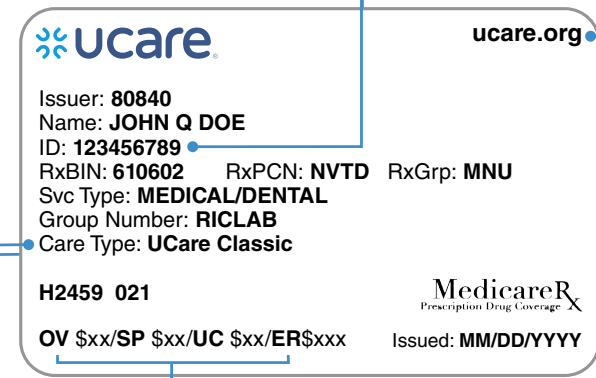 ucare® ucare.org
Issuer: 80840
Name: JOHN Q DOE
ID: 123456789
RxBIN: 610602 RxPCN: NVTD RxGrp: MNU
Svc Type: MEDICAL/DENTAL
Group Number: RICLAB
Care Type: UCare Classic
H2459 021
MedicareRx
Prescription Drug Coverage
OV $xx/SP $xx/UC $xx/ER$xxx Issued: MM/DD/YYYY